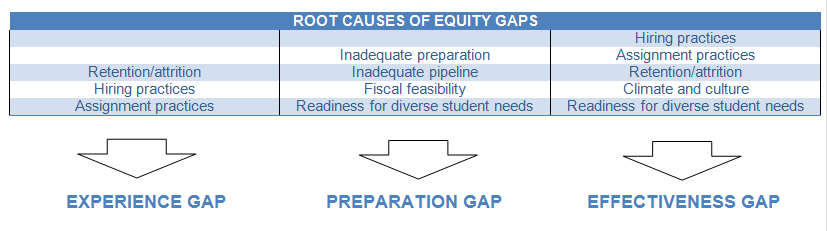 ROOT CAUSES OF EQUITY GAPS
Hiring practices
Inadequate preparation Assignment practices
Retention/attrition Inadequate pipeline Retention/attrition
Hiring practices Fiscal feasibility Climate and culture
Assignment practices Readiness for diverse student needs Readiness for diverse student needs
EXPERIENCE GAP PREPARATION GAP EFFECTIVENESS GAP